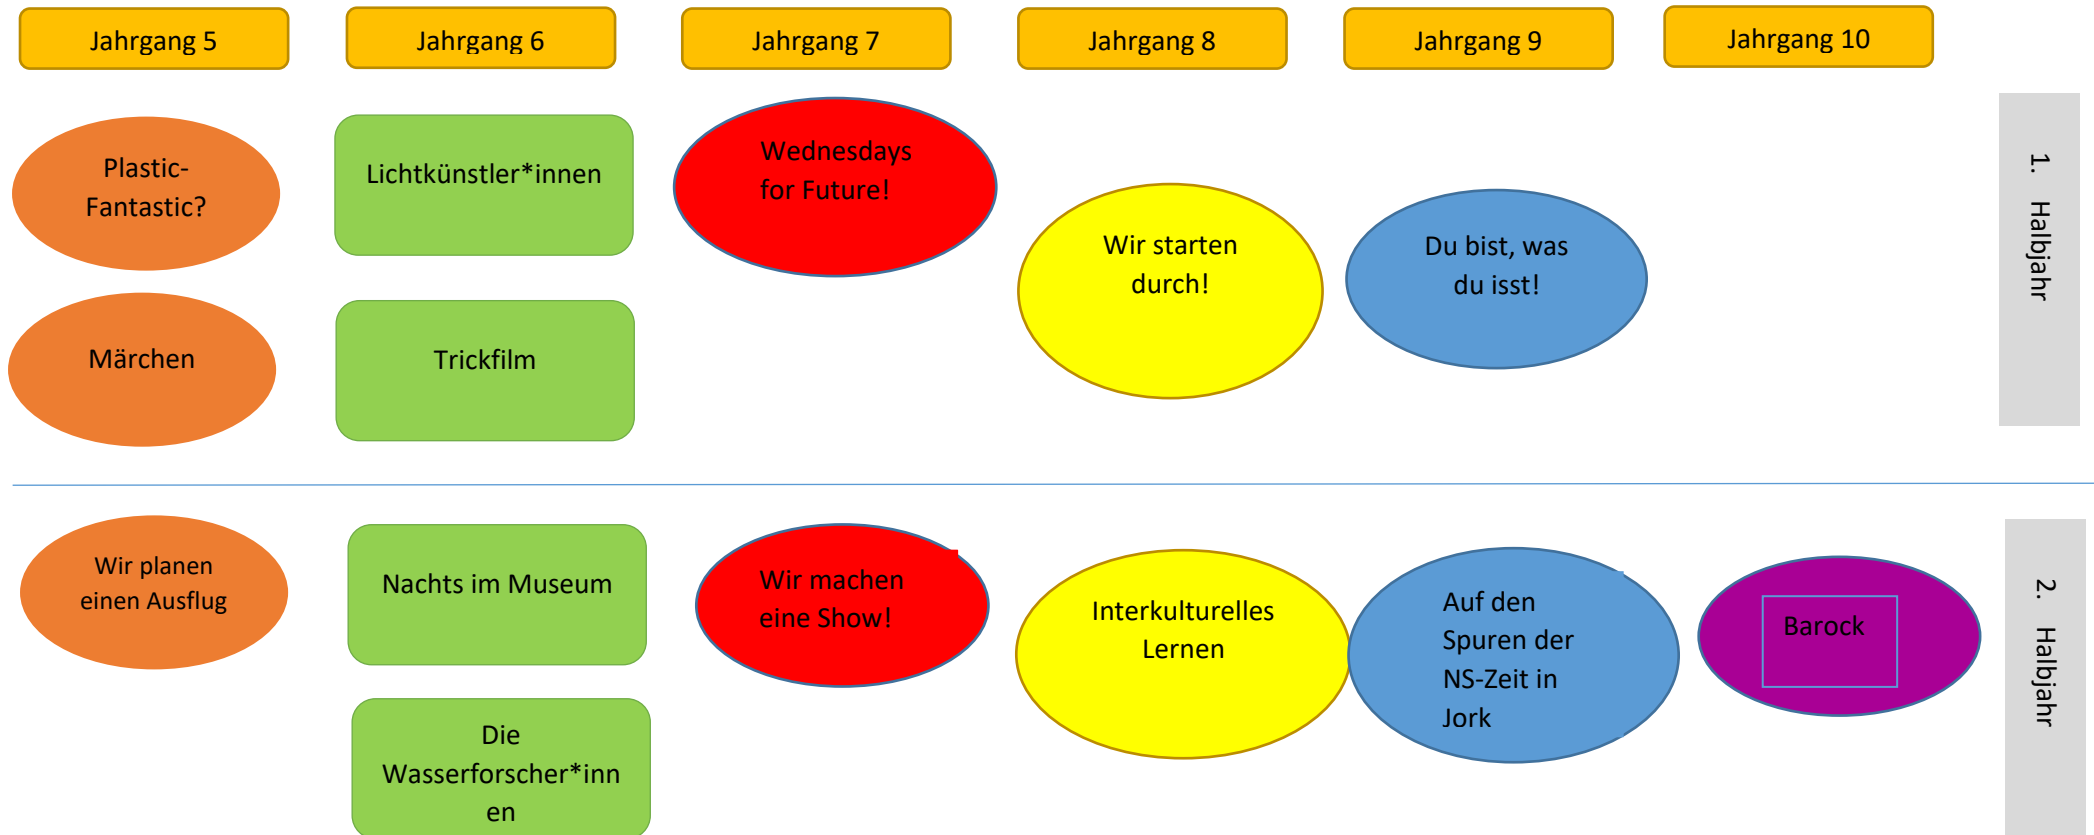 Jahrgang 5
Jahrgang 6
Jahrgang 7
Jahrgang 8
Jahrgang 9
Jahrgang 10
Plastic-
Fantastic?
Lichtkünstler*innen
Wednesdays
for Future!
Wir starten
durch!
Du bist, was
du isst!
Märchen
Trickfilm
1. Halbjahr
Wir planen
einen Ausflug
Nachts im Museum
Wir machen
eine Show!
Interkulturelles
Lernen
Auf den
Spuren der
NS-Zeit in
Jork
Barock
Die
Wasserforscher*inn
en
2. Halbjahr